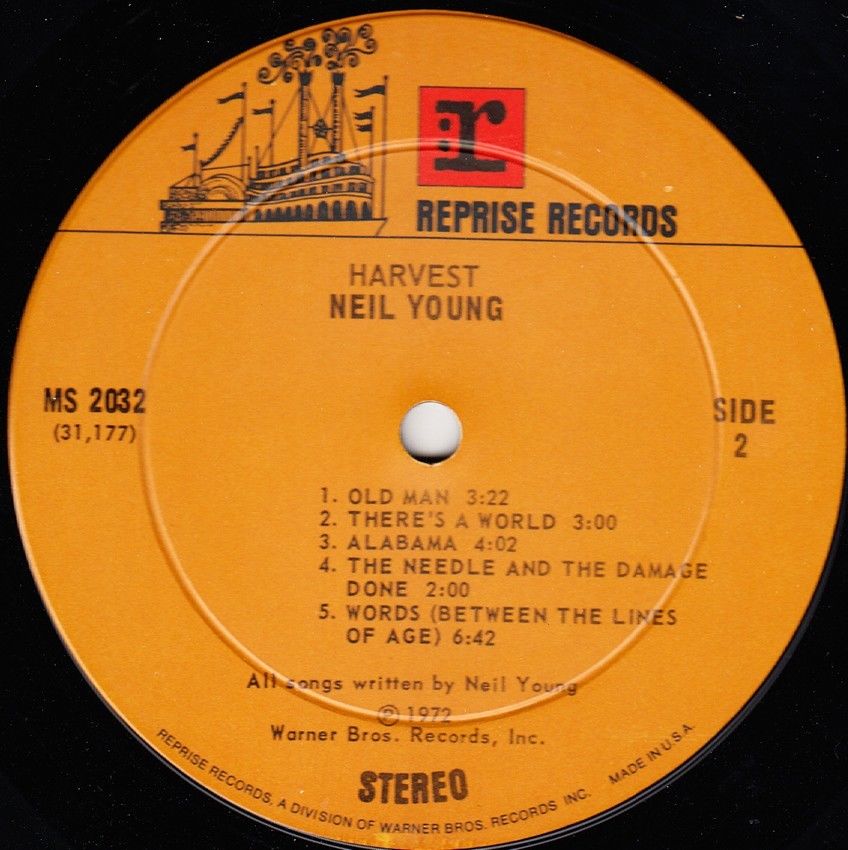 :r
REPRISE RECORDS
HARVEST
NEIL YOUNG
MS 2032
(31,177)
SIDE
2
1. OLD MAN 3:22
2. THERE'S A WORLD 3:00
3. ALABAMA 4:02
4. THE NEEDLE AND THE DAMAGE
DONE 2:00
5. WORDS (BETWEEN THE LINES
OF AGE) 6:42
All songs written by Neil Young
© 1972
Warner Bros. Records, Inc.
STEREO
REPRISE RECORDS, A DIVISION OF WARNER BROS. RECORDS INC. MADE IN U.S.A.